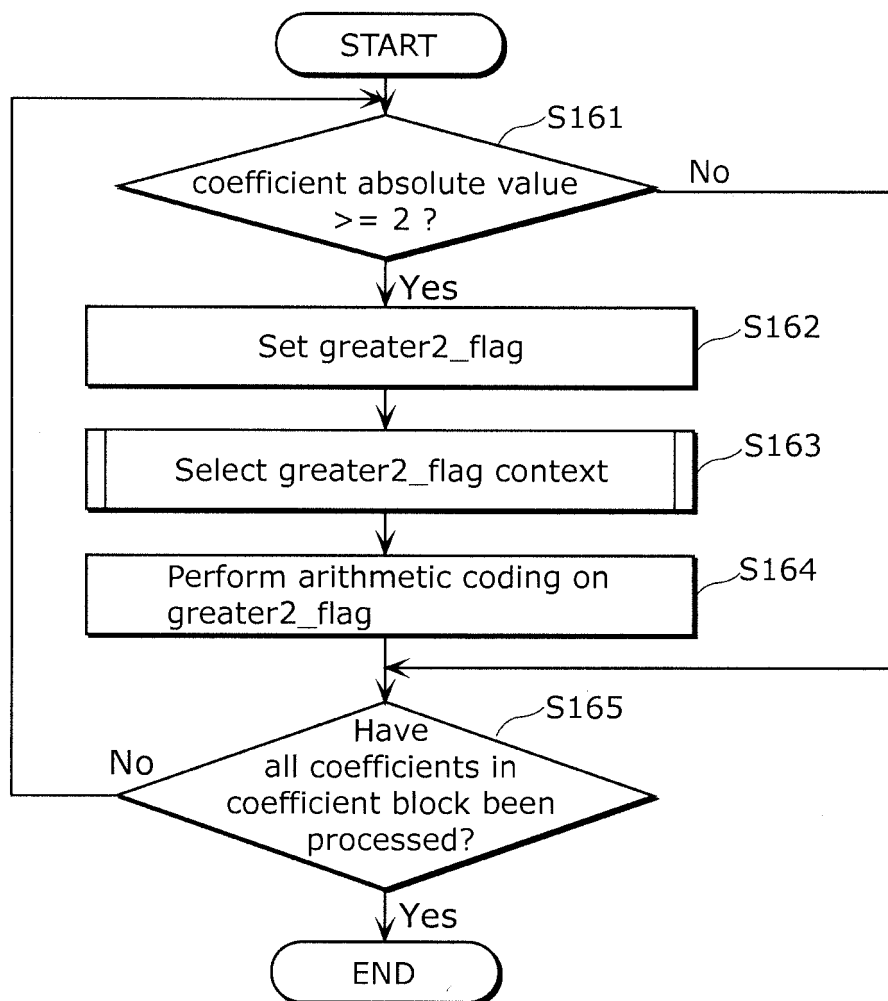 START
S161
coefficient absolute value
>= 2 ?
No
Yes
Set greater2_flag
S162
Select greater2_flag context
S163
Perform arithmetic coding on
greater2_flag
S164
S165
Have
all coefficients in
coefficient block been
processed?
No
Yes
END